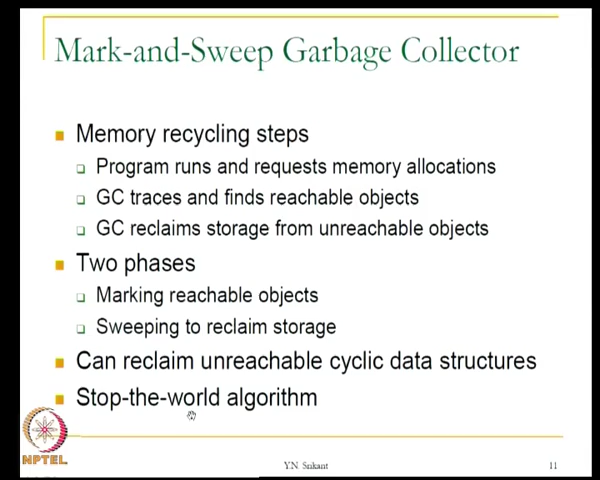 Mark-and-Sweep Garbage Collector
Memory recycling steps
Program runs and requests memory allocations
GC traces and finds reachable objects
GC reclaims storage from unreachable objects
Two phases
Marking reachable objects
Sweeping to reclaim storage
Can reclaim unreachable cyclic data structures
Stop-the-world algorithm
NPTEL
Y.N. Srikant
11